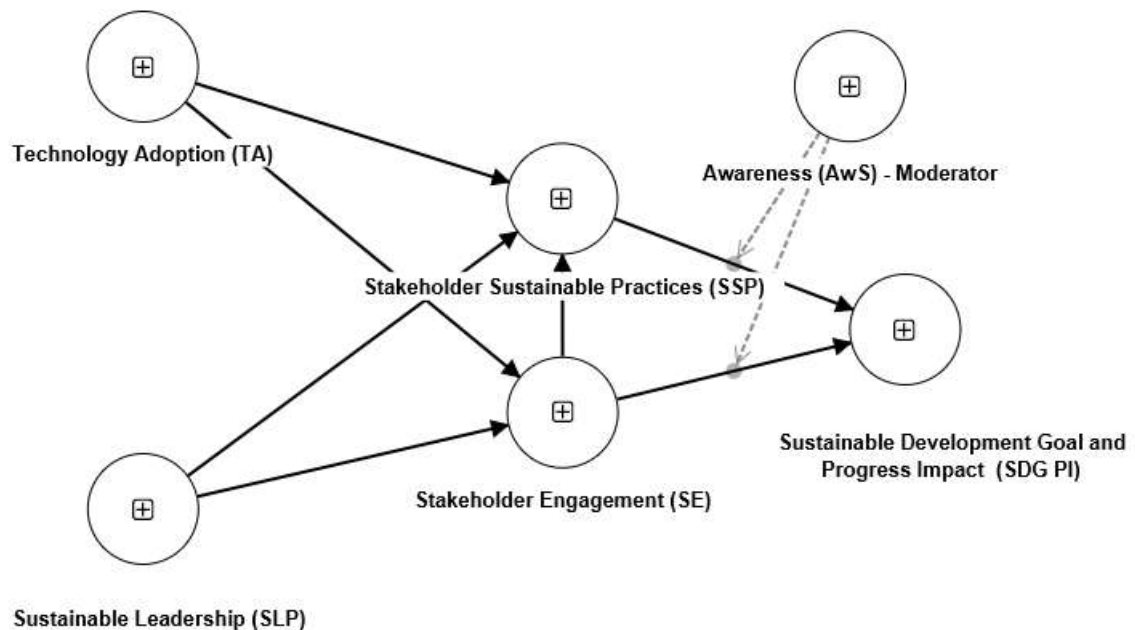 Technology Adoption (TA)
Awareness (AwS) - Moderator
Stakeholder Sustainable Practices (SSP)
Sustainable Development Goal and
Progress Impact (SDG PI)
Stakeholder Engagement (SE)
Sustainable Leadership (SLP)